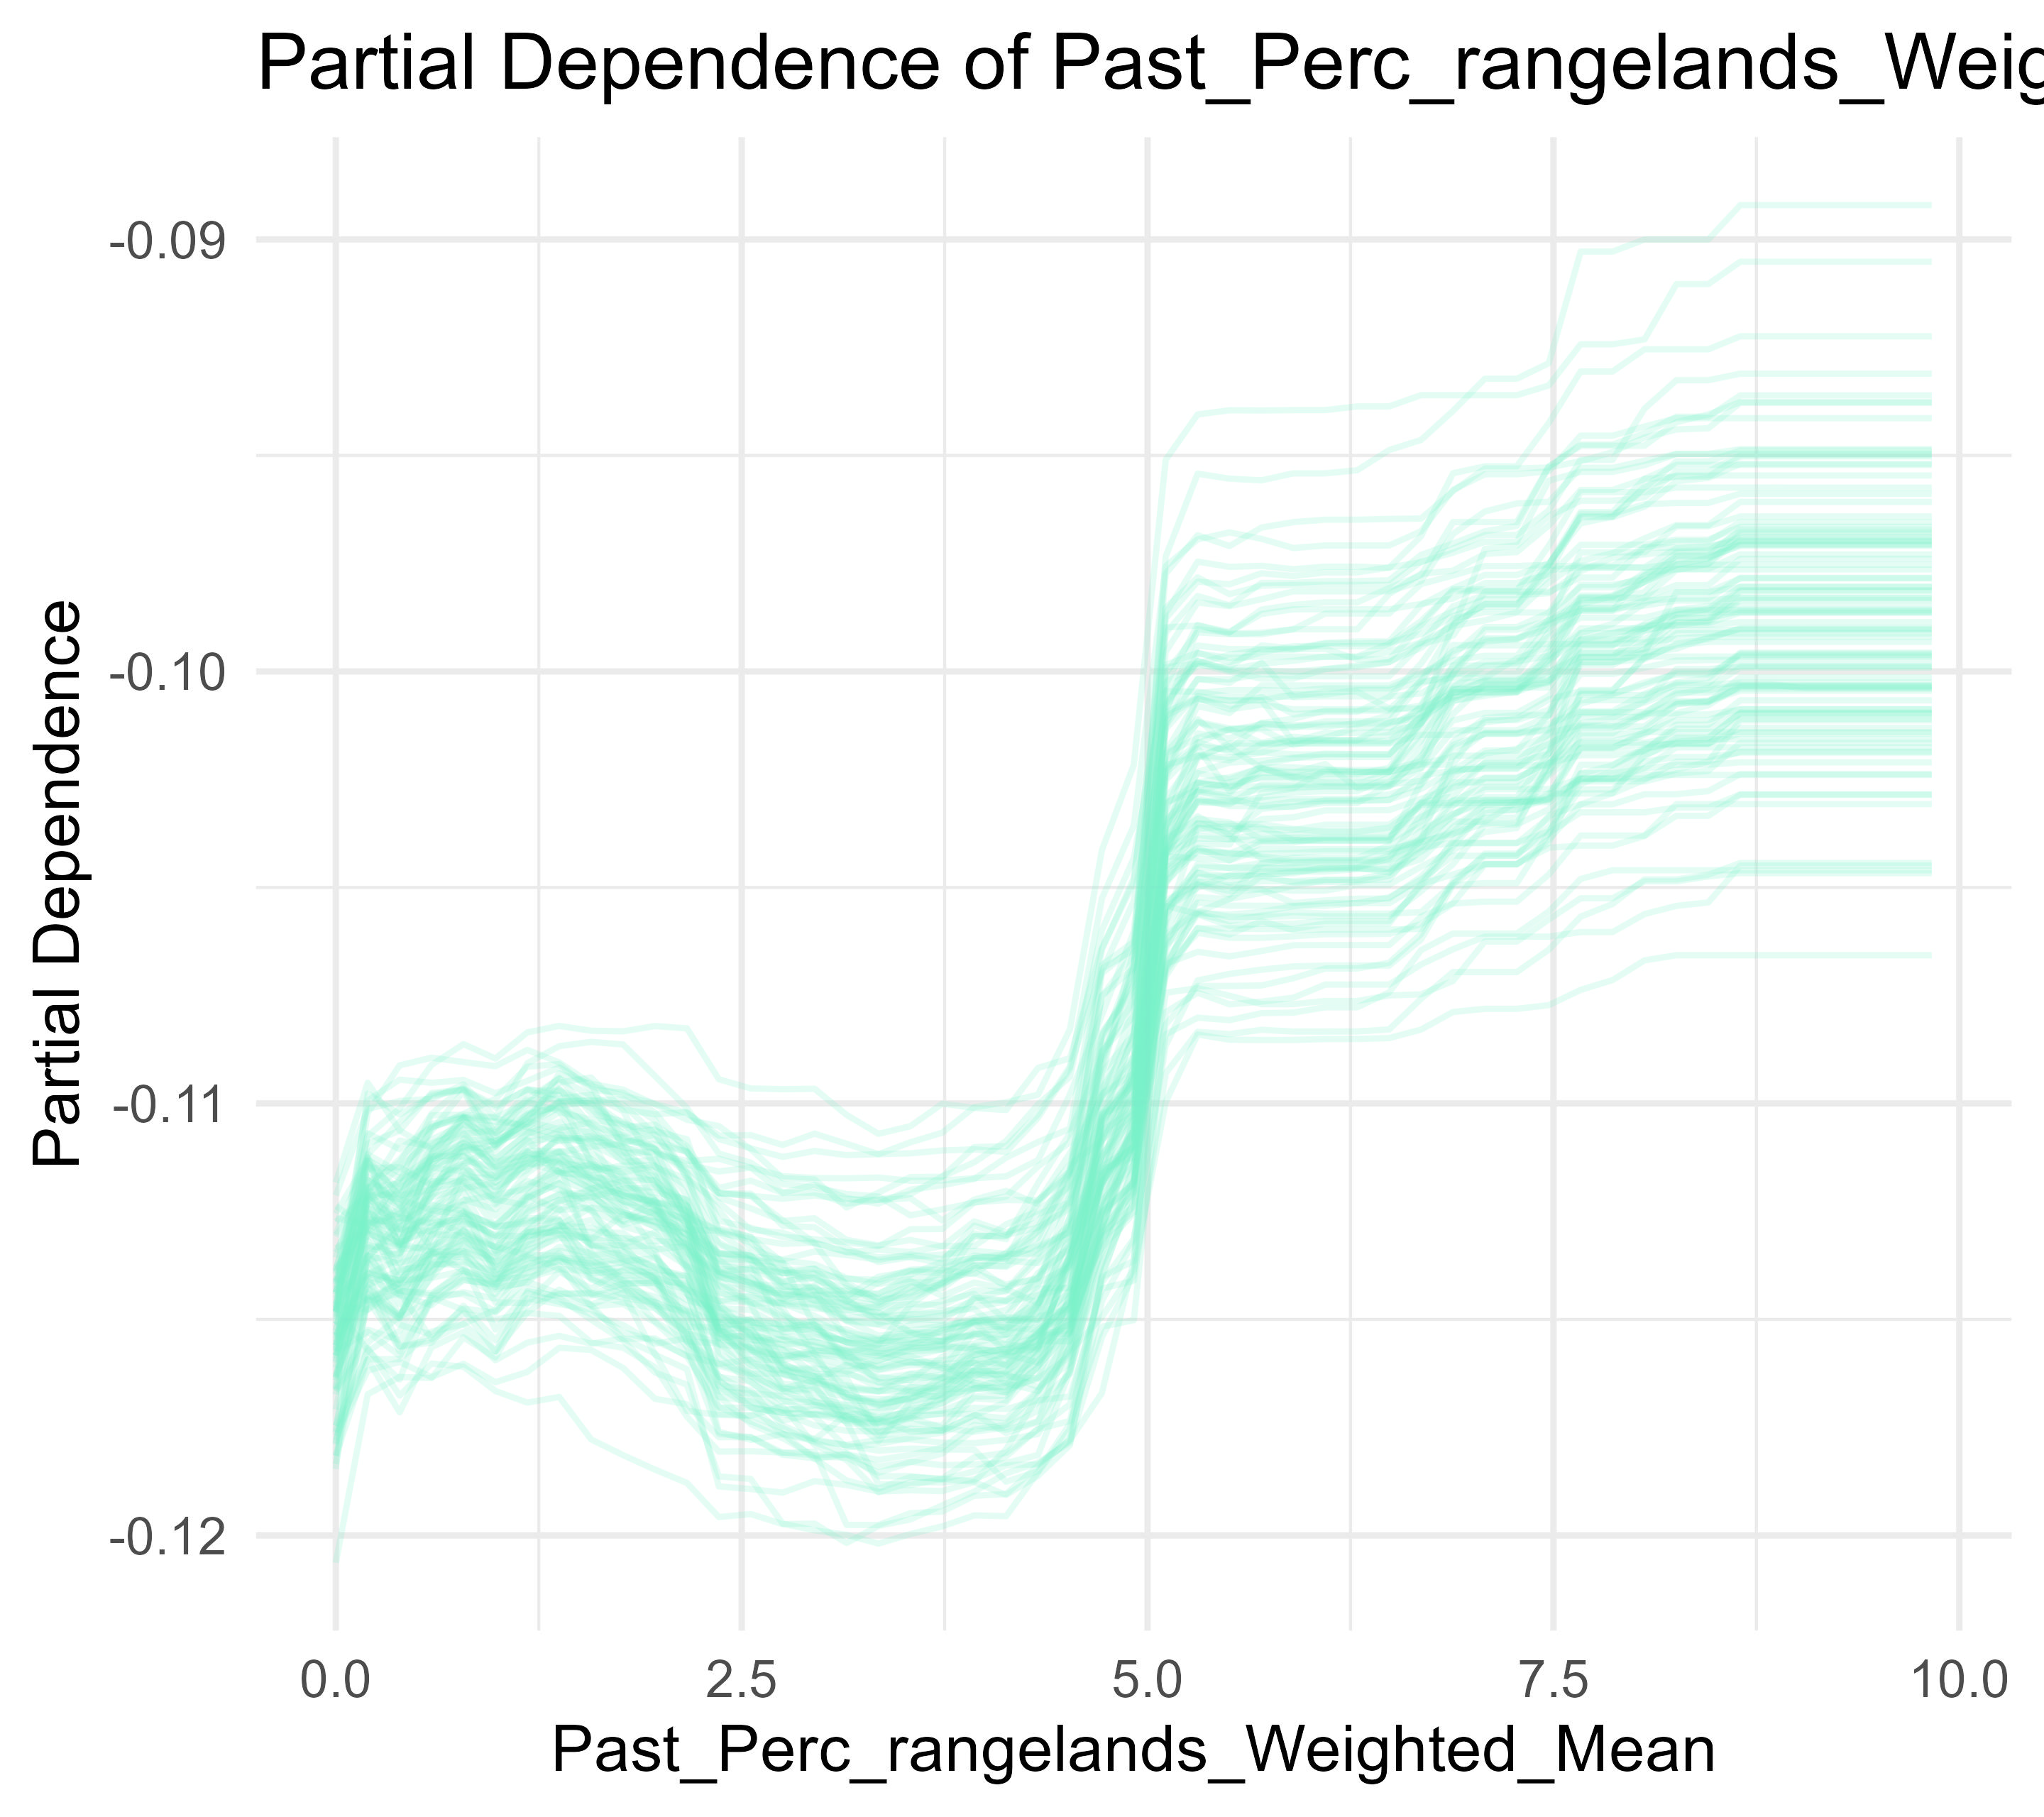 Partial Dependence of Past_Perc_rangelands_Weig
Partial Dependence
-0.09
-0.10
-0.11
-0.12
0.0 2.5 5.0 7.5 10.0
Past_Perc_rangelands_Weighted_Mean